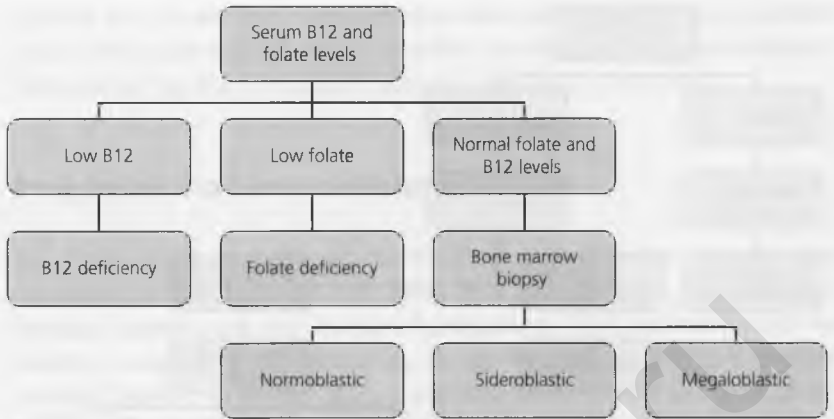 Serum B12 and
folate levels
Low B12
Low folate
Normal folate and
B12 levels
B12 deficiency
Folate deficiency
Bone marrow
biopsy
Normoblastic
Sideroblastic
Megaloblastic
ru